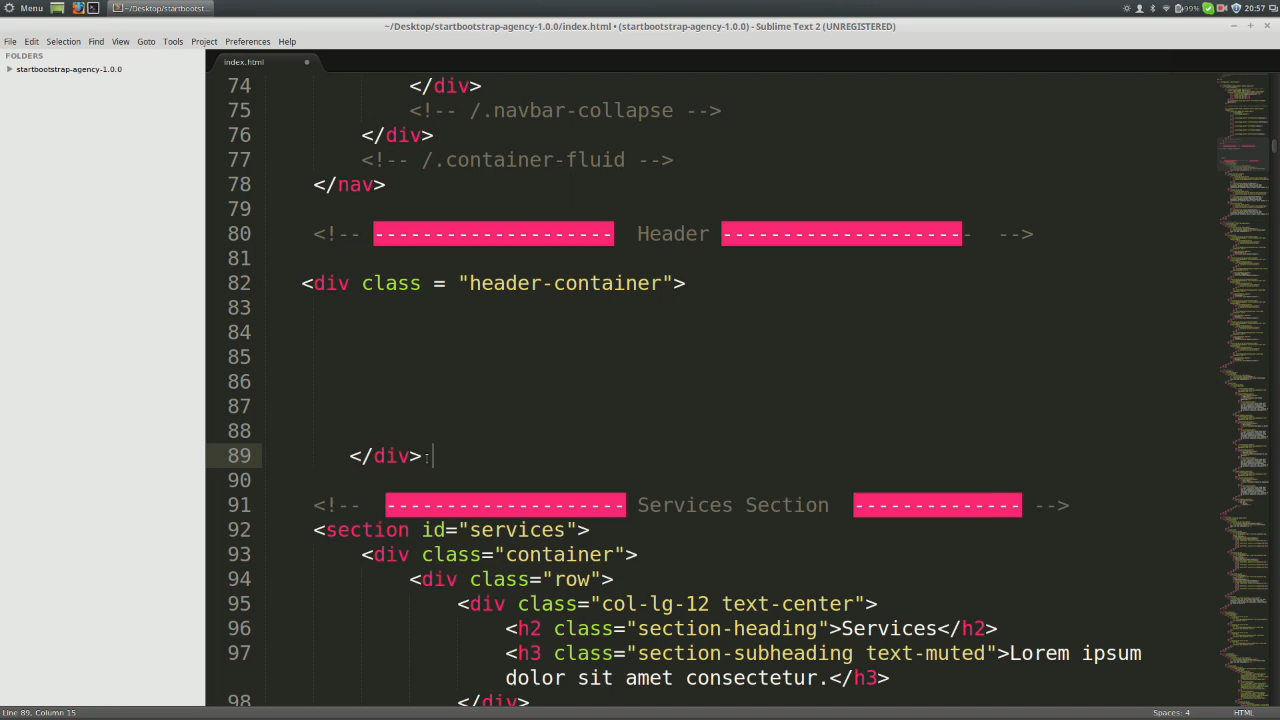 Menu ~/Desktop/startbootst... 99% 20:57
~/Desktop/startbootstrap-agency-1.0.0/index.html • (startbootstrap-agency-1.0.0) - Sublime Text 2 (UNREGISTERED)
File Edit Selection Find View Goto Tools Project Preferences Help
FOLDERS
startbootstrap-agency-1.0.0
index.html
74 </div>
75 <!-- /.navbar-collapse -->
76 </div>
77 <!-- /.container-fluid -->
78 </nav>
79
80 <!-- -------------------- Header --------------------- -->
81
82 <div class = "header-container">
83
84
85
86
87
88
89 </div>
90
91 <!-- -------------------- Services Section -------------- -->
92 <section id="services">
93 <div class="container">
94 <div class="row">
95 <div class="col-lg-12 text-center">
96 <h2 class="section-heading">Services</h2>
97 <h3 class="section-subheading text-muted">Lorem ipsum
dolor sit amet consectetur.</h3>
98 </div>
Line 89, Column 15 Spaces: 4 HTML